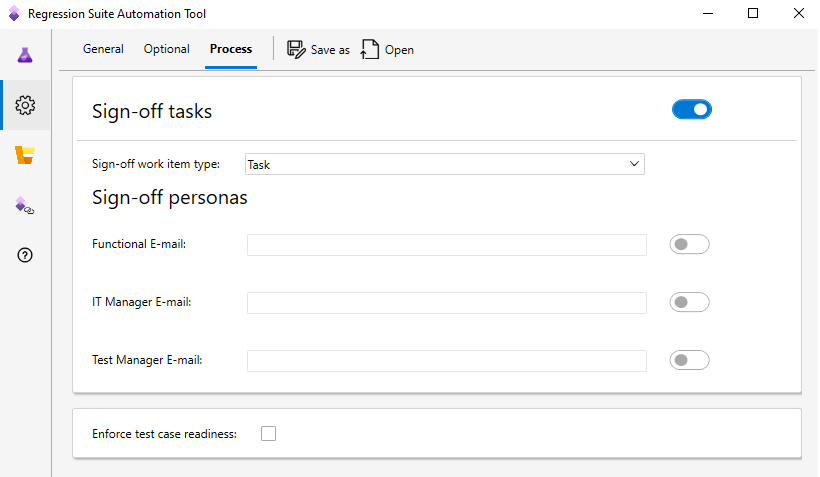 Regression Suite Automation Tool
General Optional Process Save as Open
Sign-off tasks
Sign-off work item type: Task
Sign-off personas
Functional E-mail:
IT Manager E-mail:
Test Manager E-mail:
Enforce test case readiness: